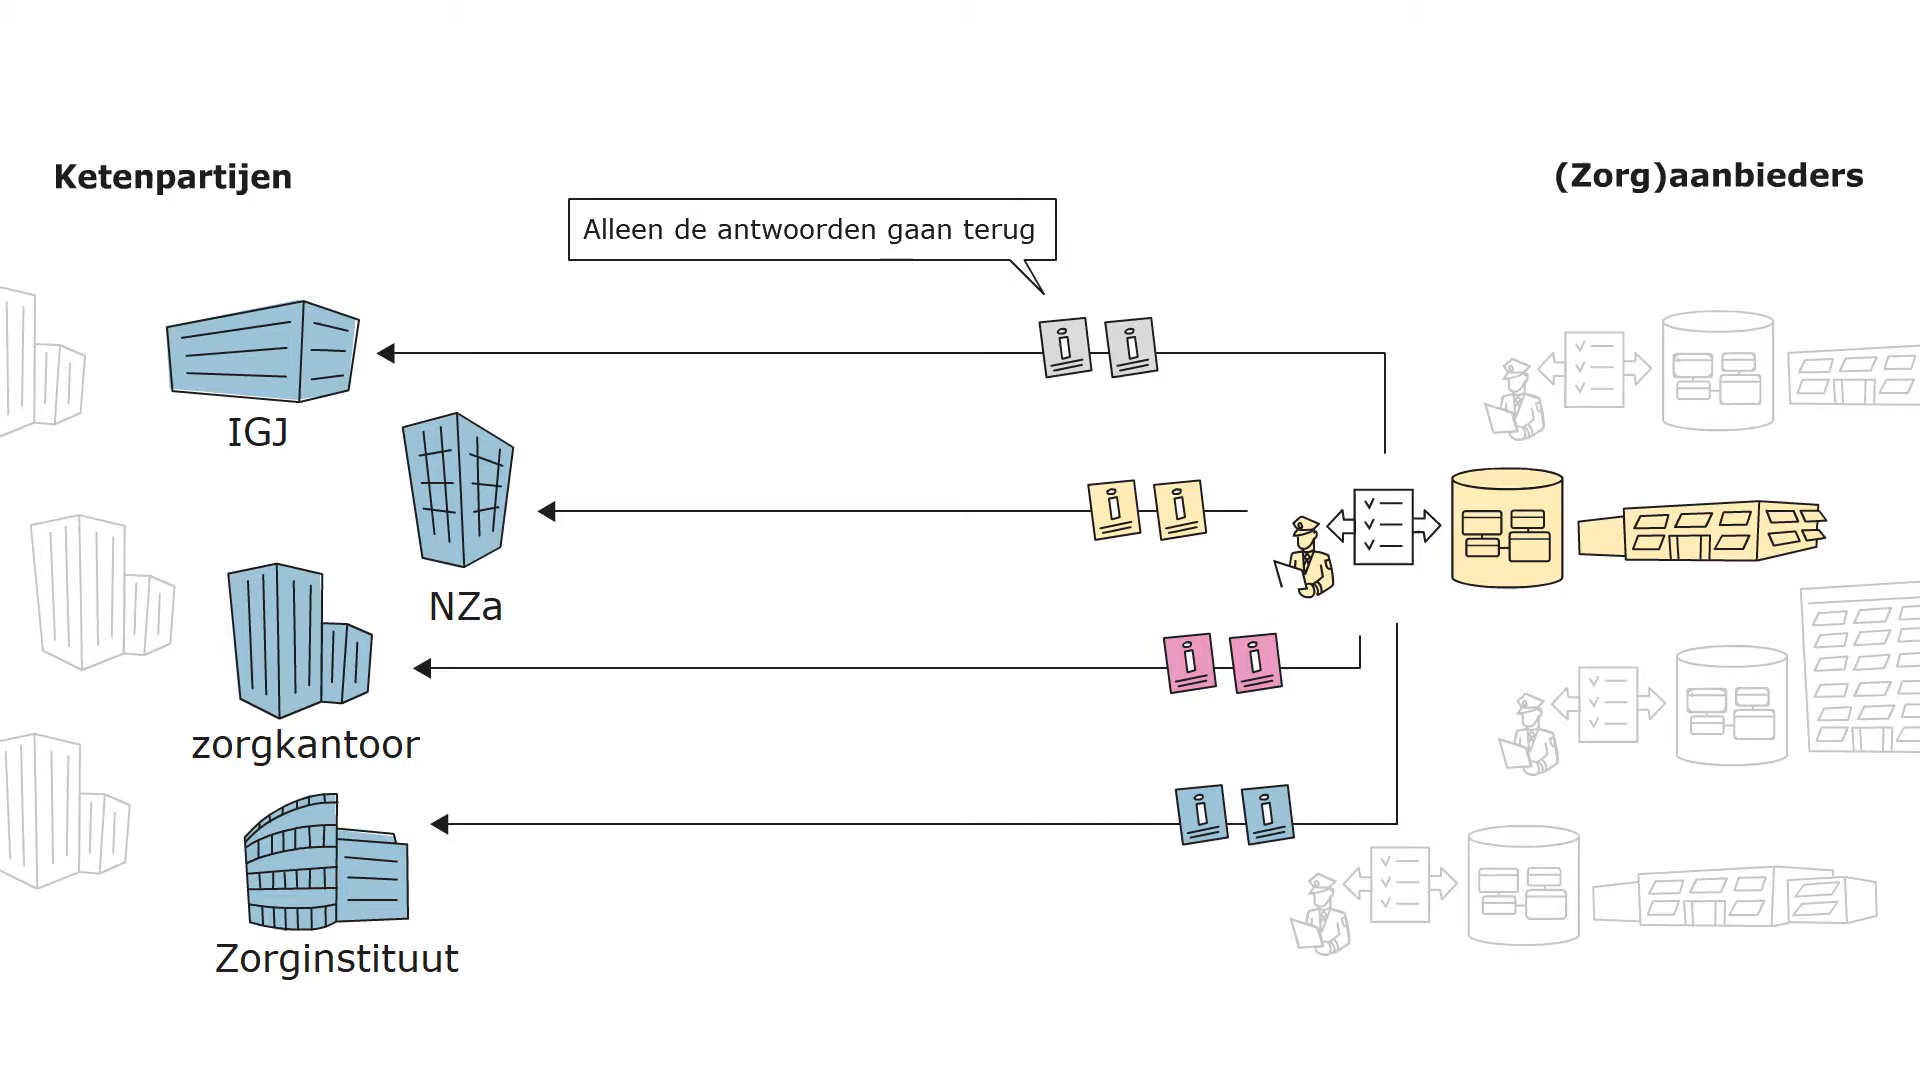 Ketenpartijen
(Zorg)aanbieders
Alleen de antwoorden gaan terug
IGJ
NZa
zorgkantoor
Zorginstituut